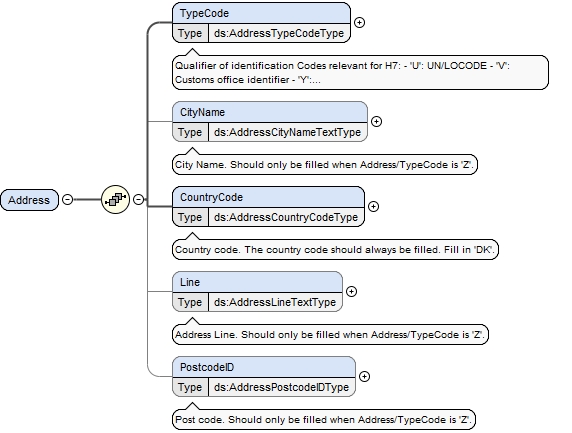 TypeCode
Type ds:AddressTypeCodeType
Qualifier of identification Codes relevant for H7: - 'U': UN/LOCODE - 'V':
Customs office identifier - 'Y':...
CityName
Type ds:AddressCityNameTextType
City Name. Should only be filled when Address/TypeCode is 'Z'.
Address
CountryCode
Type ds:AddressCountryCodeType
Country code. The country code should always be filled. Fill in 'DK'.
Line
Type ds:AddressLineTextType
Address Line. Should only be filled when Address/TypeCode is 'Z'.
PostcodeID
Type ds:AddressPostcodeIDType
Post code. Should only be filled when Address/TypeCode is 'Z'.